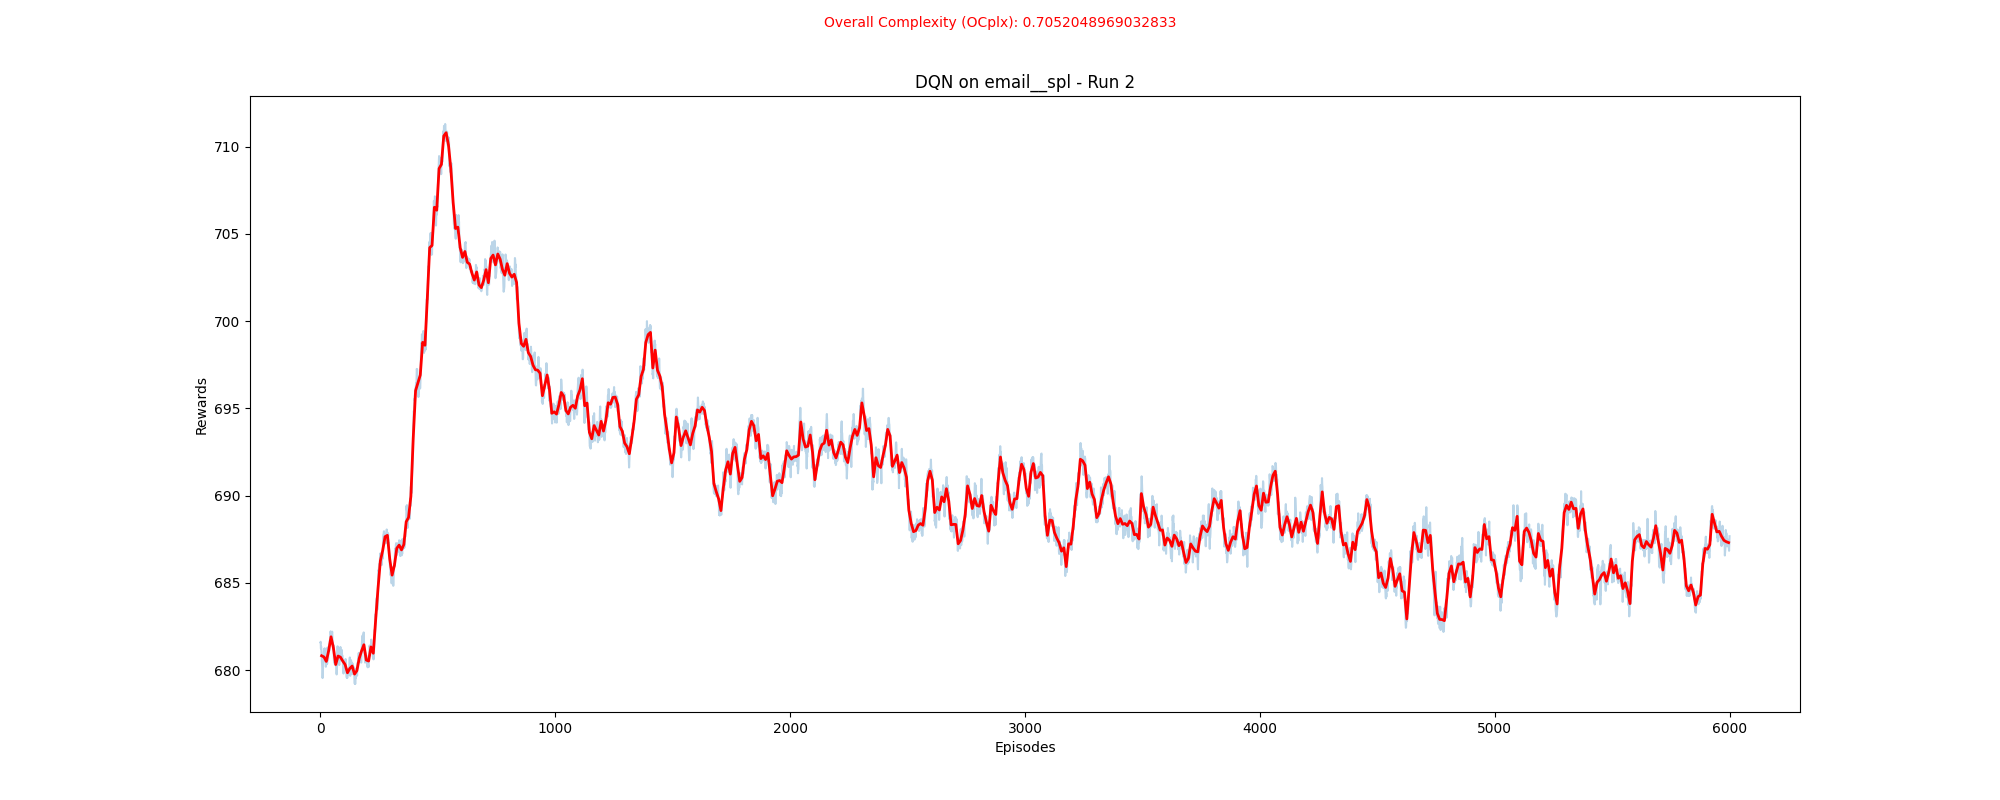 Overall Complexity (OCplx): 0.7052048969032833
DQN on email__spl - Run 2
710
705
700
695
690
685
680
Rewards
0 1000 2000 3000 4000 5000 6000
Episodes